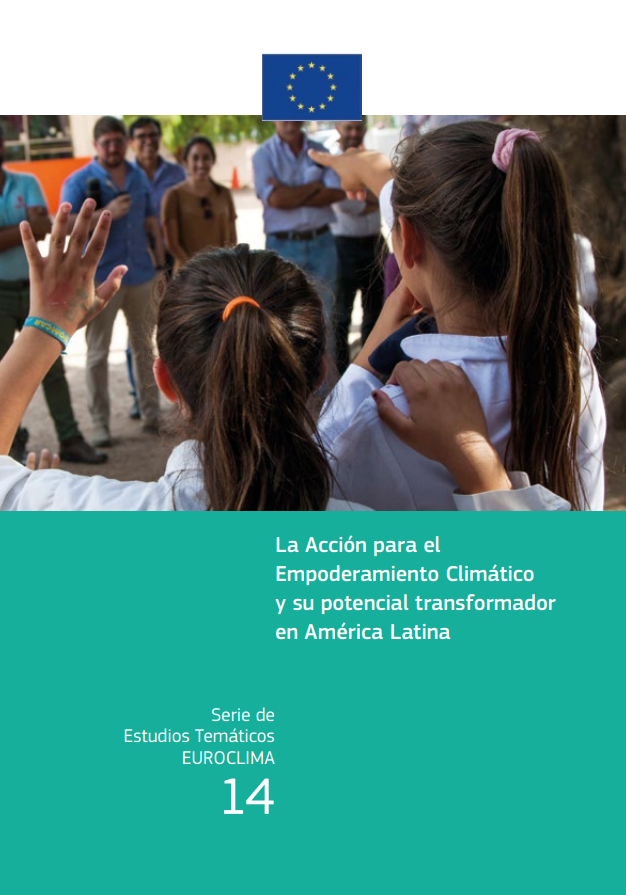 La Acción para el
Empoderamiento Climático
y su potencial transformador
en América Latina
Serie de
Estudios Temáticos
EUROCLIMA
14